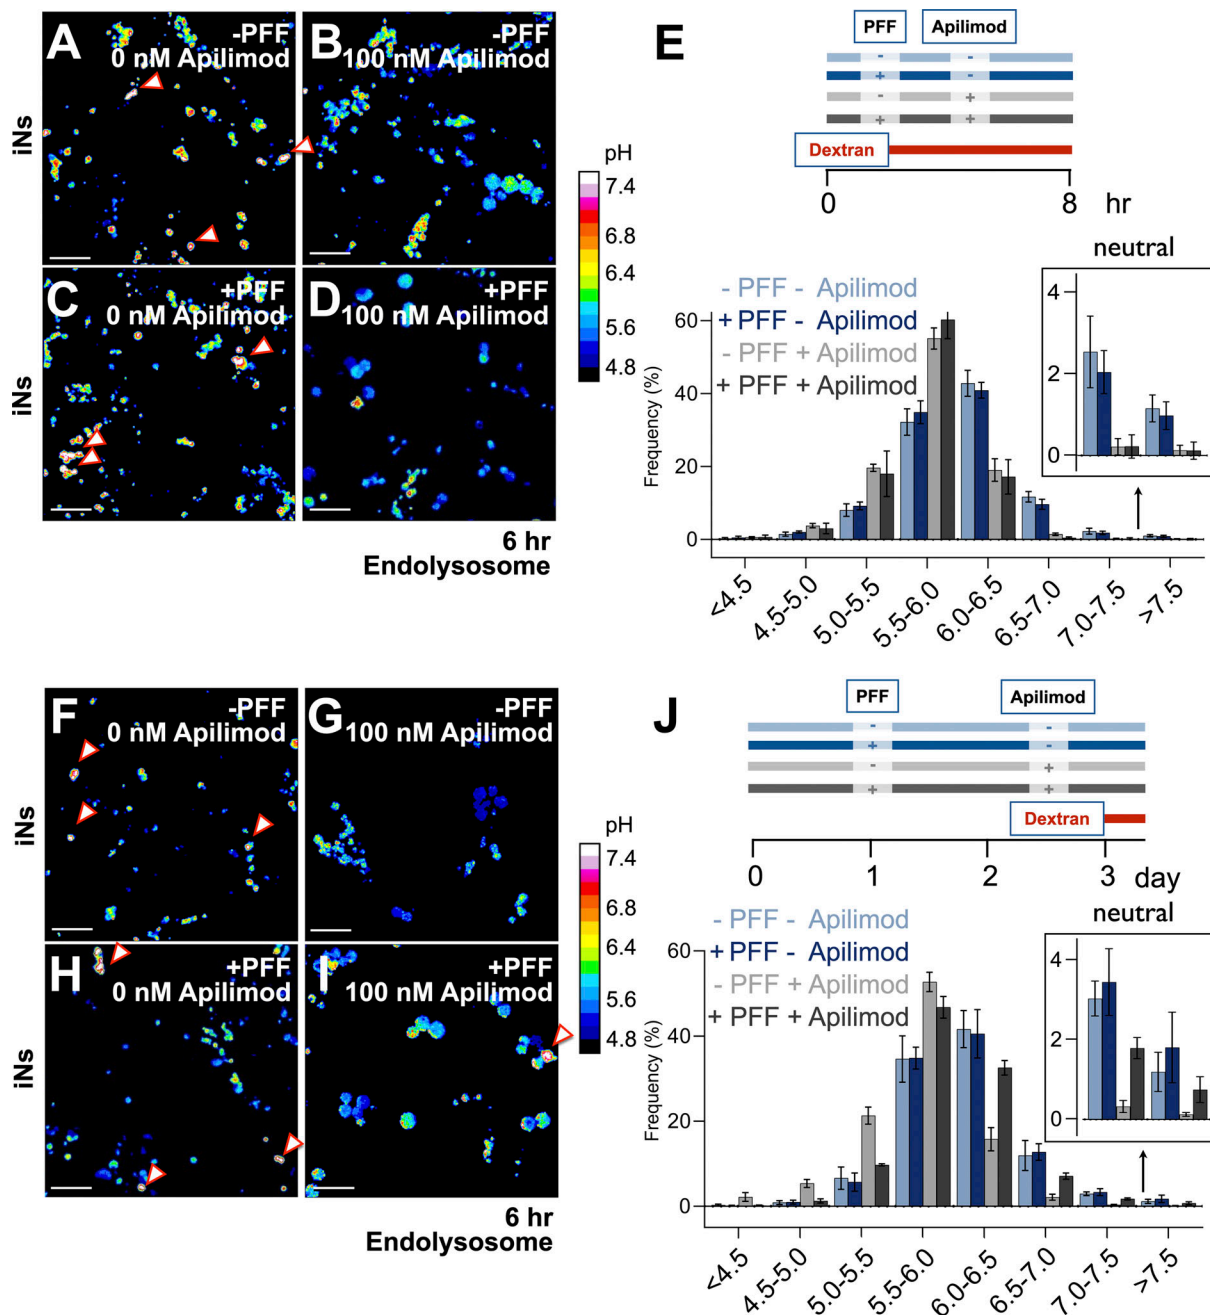 A
-PFF
0 nM Apilimod
B
-PFF
100 nM Apilimod
iNs
C
+PFF
0 nM Apilimod
D
+PFF
100 nM Apilimod
iNs
6 hr
Endolysosome
pH
7.4
6.8
6.4
5.6
4.8
E
PFF
Apilimod
- -
+ -
- +
+ +
Dextran
0 8 hr
neutral
4
2
0
- PFF - Apilimod
+ PFF - Apilimod
- PFF + Apilimod
+ PFF + Apilimod
Frequency (%)
60
40
20
0
<4.5
4.5-5.0
5.0-5.5
5.5-6.0
6.0-6.5
6.5-7.0
7.0-7.5
>7.5
F
-PFF
0 nM Apilimod
G
-PFF
100 nM Apilimod
iNs
H
+PFF
0 nM Apilimod
I
+PFF
100 nM Apilimod
iNs
6 hr
Endolysosome
pH
7.4
6.8
6.4
5.6
4.8
J
PFF
Apilimod
- -
+ -
- +
+ +
Dextran
0 1 2 3 day
neutral
4
2
0
- PFF - Apilimod
+ PFF - Apilimod
- PFF + Apilimod
+ PFF + Apilimod
Frequency (%)
60
40
20
0
<4.5
4.5-5.0
5.0-5.5
5.5-6.0
6.0-6.5
6.5-7.0
7.0-7.5
>7.5